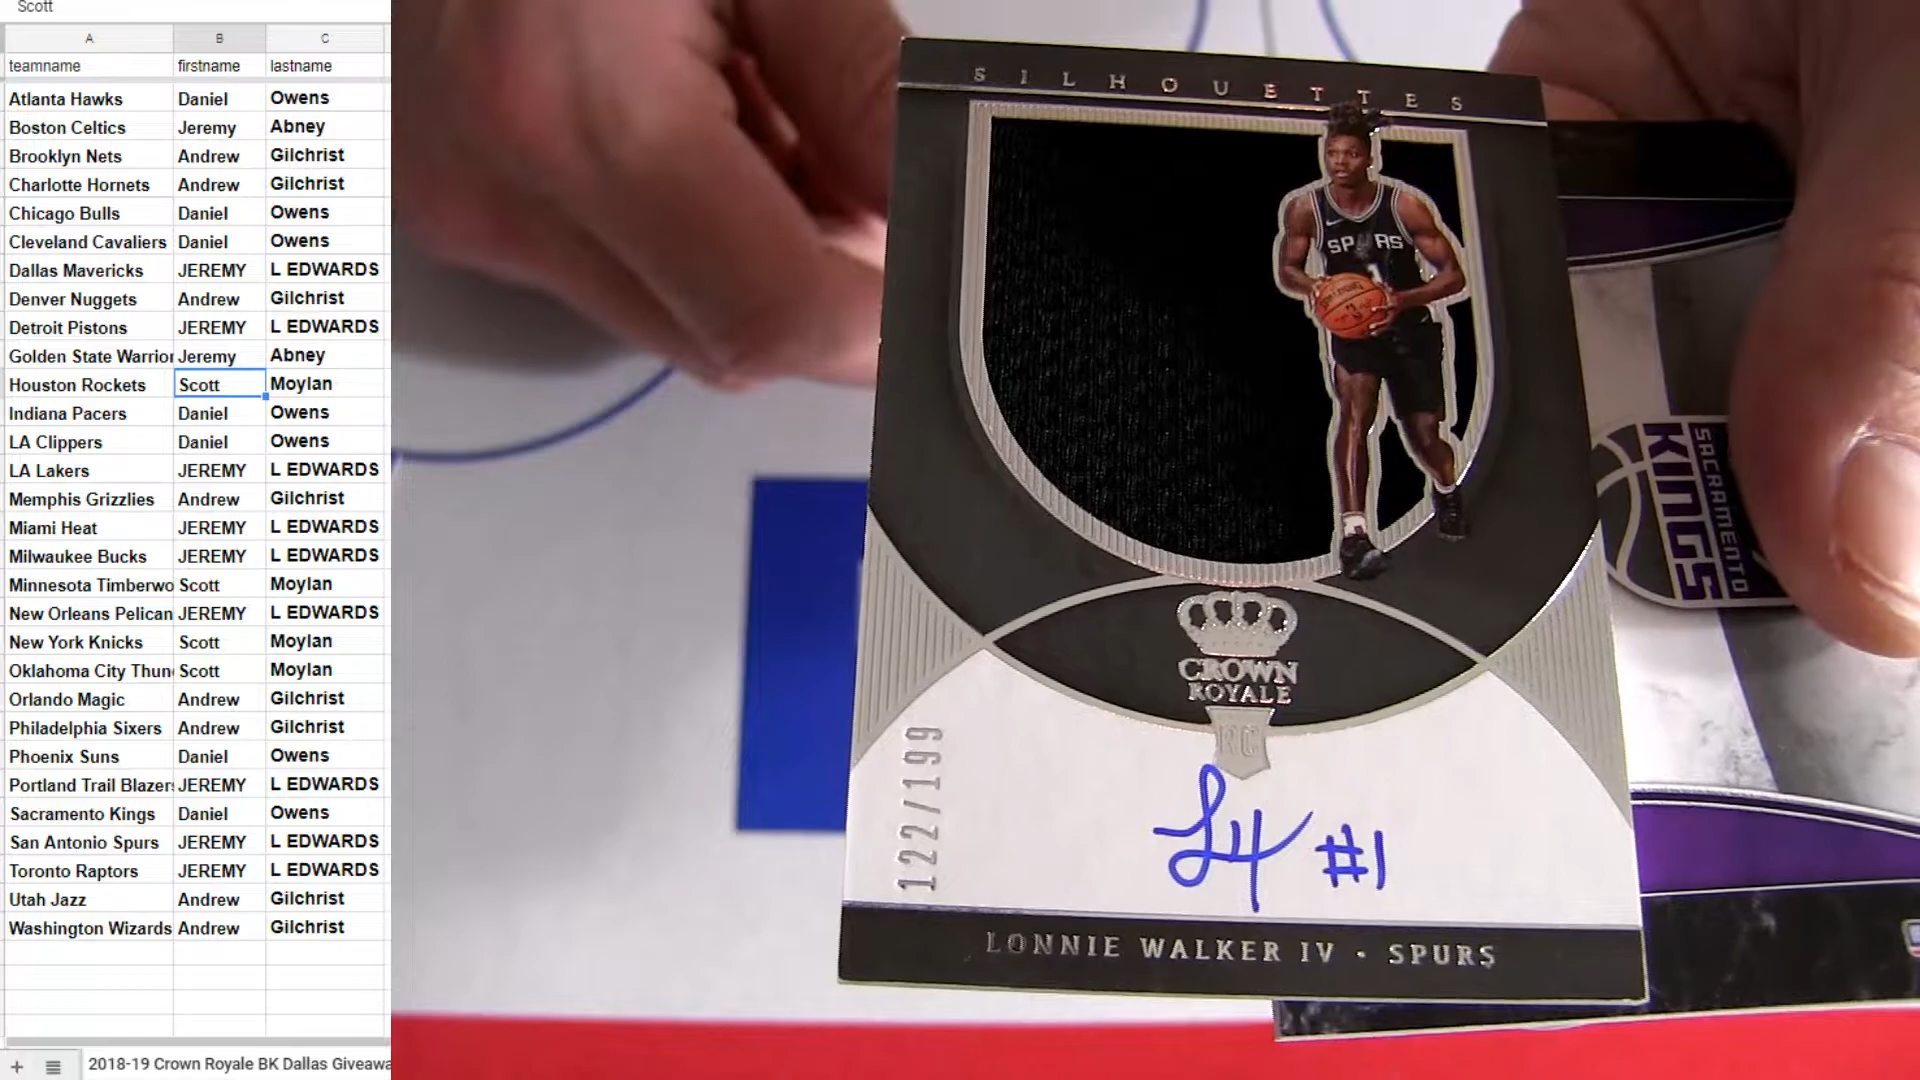 Scott
A B C
teamname firstname lastname
Atlanta Hawks Daniel Owens
Boston Celtics Jeremy Abney
Brooklyn Nets Andrew Gilchrist
Charlotte Hornets Andrew Gilchrist
Chicago Bulls Daniel Owens
Cleveland Cavaliers Daniel Owens
Dallas Mavericks JEREMY L EDWARDS
Denver Nuggets Andrew Gilchrist
Detroit Pistons JEREMY L EDWARDS
Golden State Warrior Jeremy Abney
Houston Rockets Scott Moylan
Indiana Pacers Daniel Owens
LA Clippers Daniel Owens
LA Lakers JEREMY L EDWARDS
Memphis Grizzlies Andrew Gilchrist
Miami Heat JEREMY L EDWARDS
Milwaukee Bucks JEREMY L EDWARDS
Minnesota Timberwo Scott Moylan
New Orleans Pelican JEREMY L EDWARDS
New York Knicks Scott Moylan
Oklahoma City Thun Scott Moylan
Orlando Magic Andrew Gilchrist
Philadelphia Sixers Andrew Gilchrist
Phoenix Suns Daniel Owens
Portland Trail Blazers JEREMY L EDWARDS
Sacramento Kings Daniel Owens
San Antonio Spurs JEREMY L EDWARDS
Toronto Raptors JEREMY L EDWARDS
Utah Jazz Andrew Gilchrist
Washington Wizards Andrew Gilchrist
2018-19 Crown Royale BK Dallas Giveawa
SILHOUETTES
SPURS
1
SPALDING
CROWN
ROYALE
RC
122/199
#1
LONNIE WALKER IV · SPURS
SACRAMENTO
KINGS